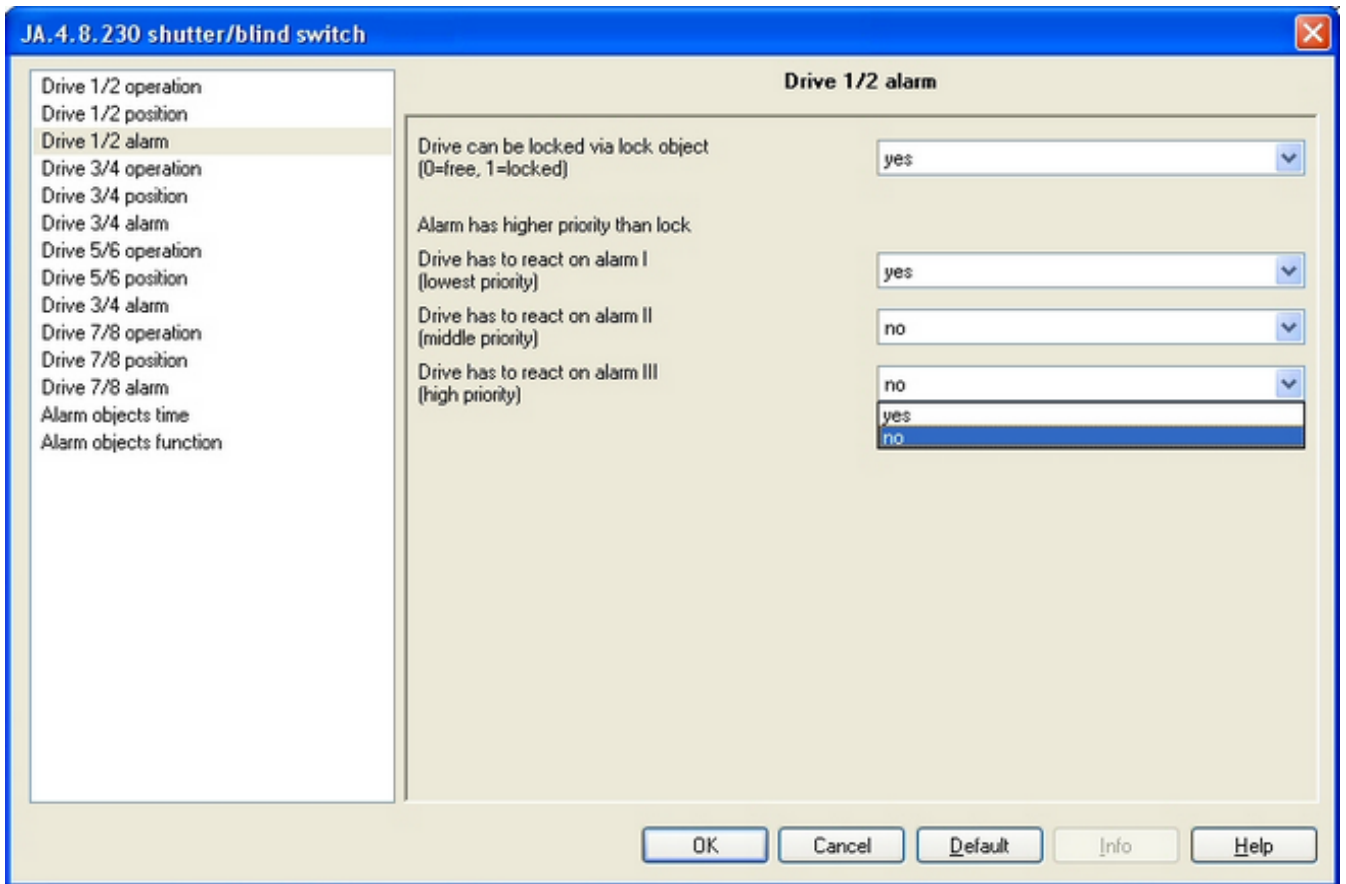 JA.4.8.230 shutter/blind switch
Drive 1/2 operation
Drive 1/2 position
Drive 1/2 alarm
Drive 3/4 operation
Drive 3/4 position
Drive 3/4 alarm
Drive 5/6 operation
Drive 5/6 position
Drive 3/4 alarm
Drive 7/8 operation
Drive 7/8 position
Drive 7/8 alarm
Alarm objects time
Alarm objects function
Drive 1/2 alarm
Drive can be locked via lock object
(0=free, 1=locked)
yes
Alarm has higher priority than lock
Drive has to react on alarm I
(lowest priority)
yes
Drive has to react on alarm II
(middle priority)
no
Drive has to react on alarm III
(high priority)
no
yes
no
OK
Cancel
Default
Info
Help